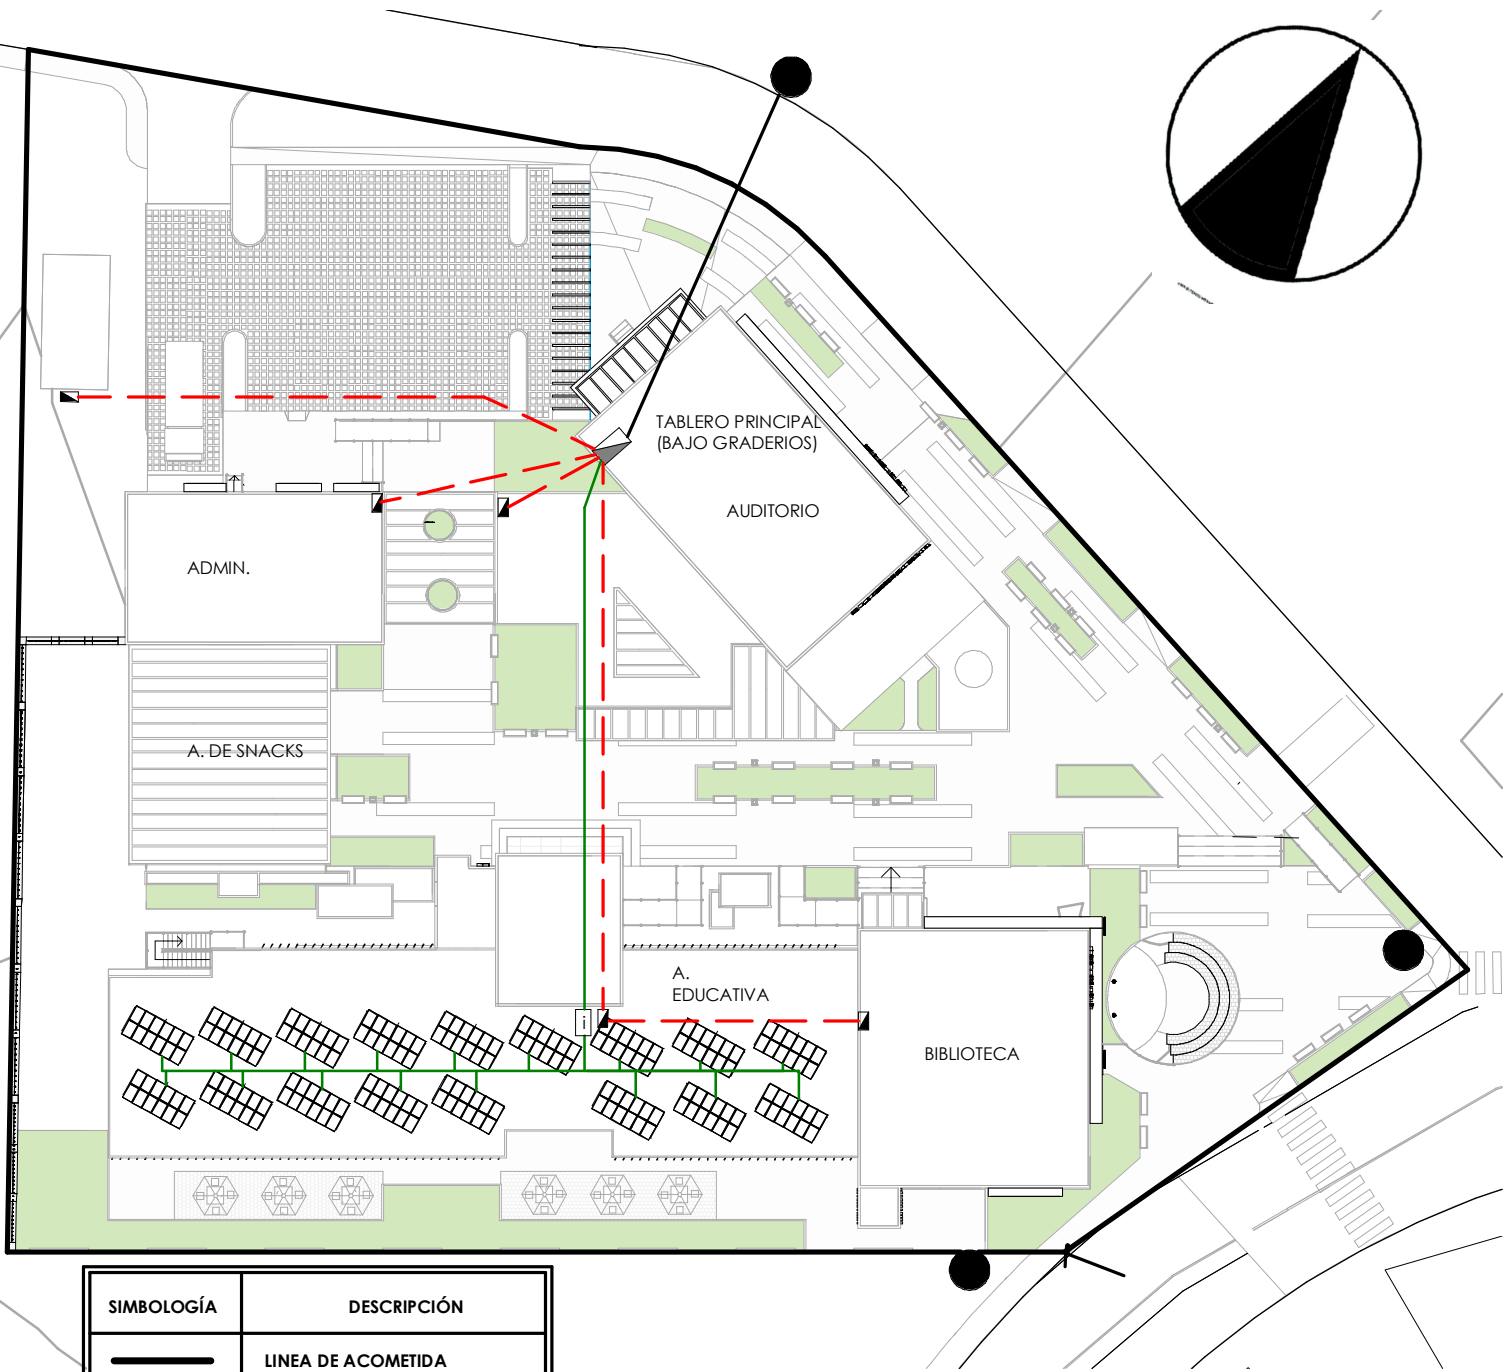 TABLERO PRINCIPAL
(BAJO GRADERIOS)
AUDITORIO
ADMIN.
A. DE SNACKS
A.
EDUCATIVA
i
BIBLIOTECA
SIMBOLOGÍA DESCRIPCIÓN
LINEA DE ACOMETIDA